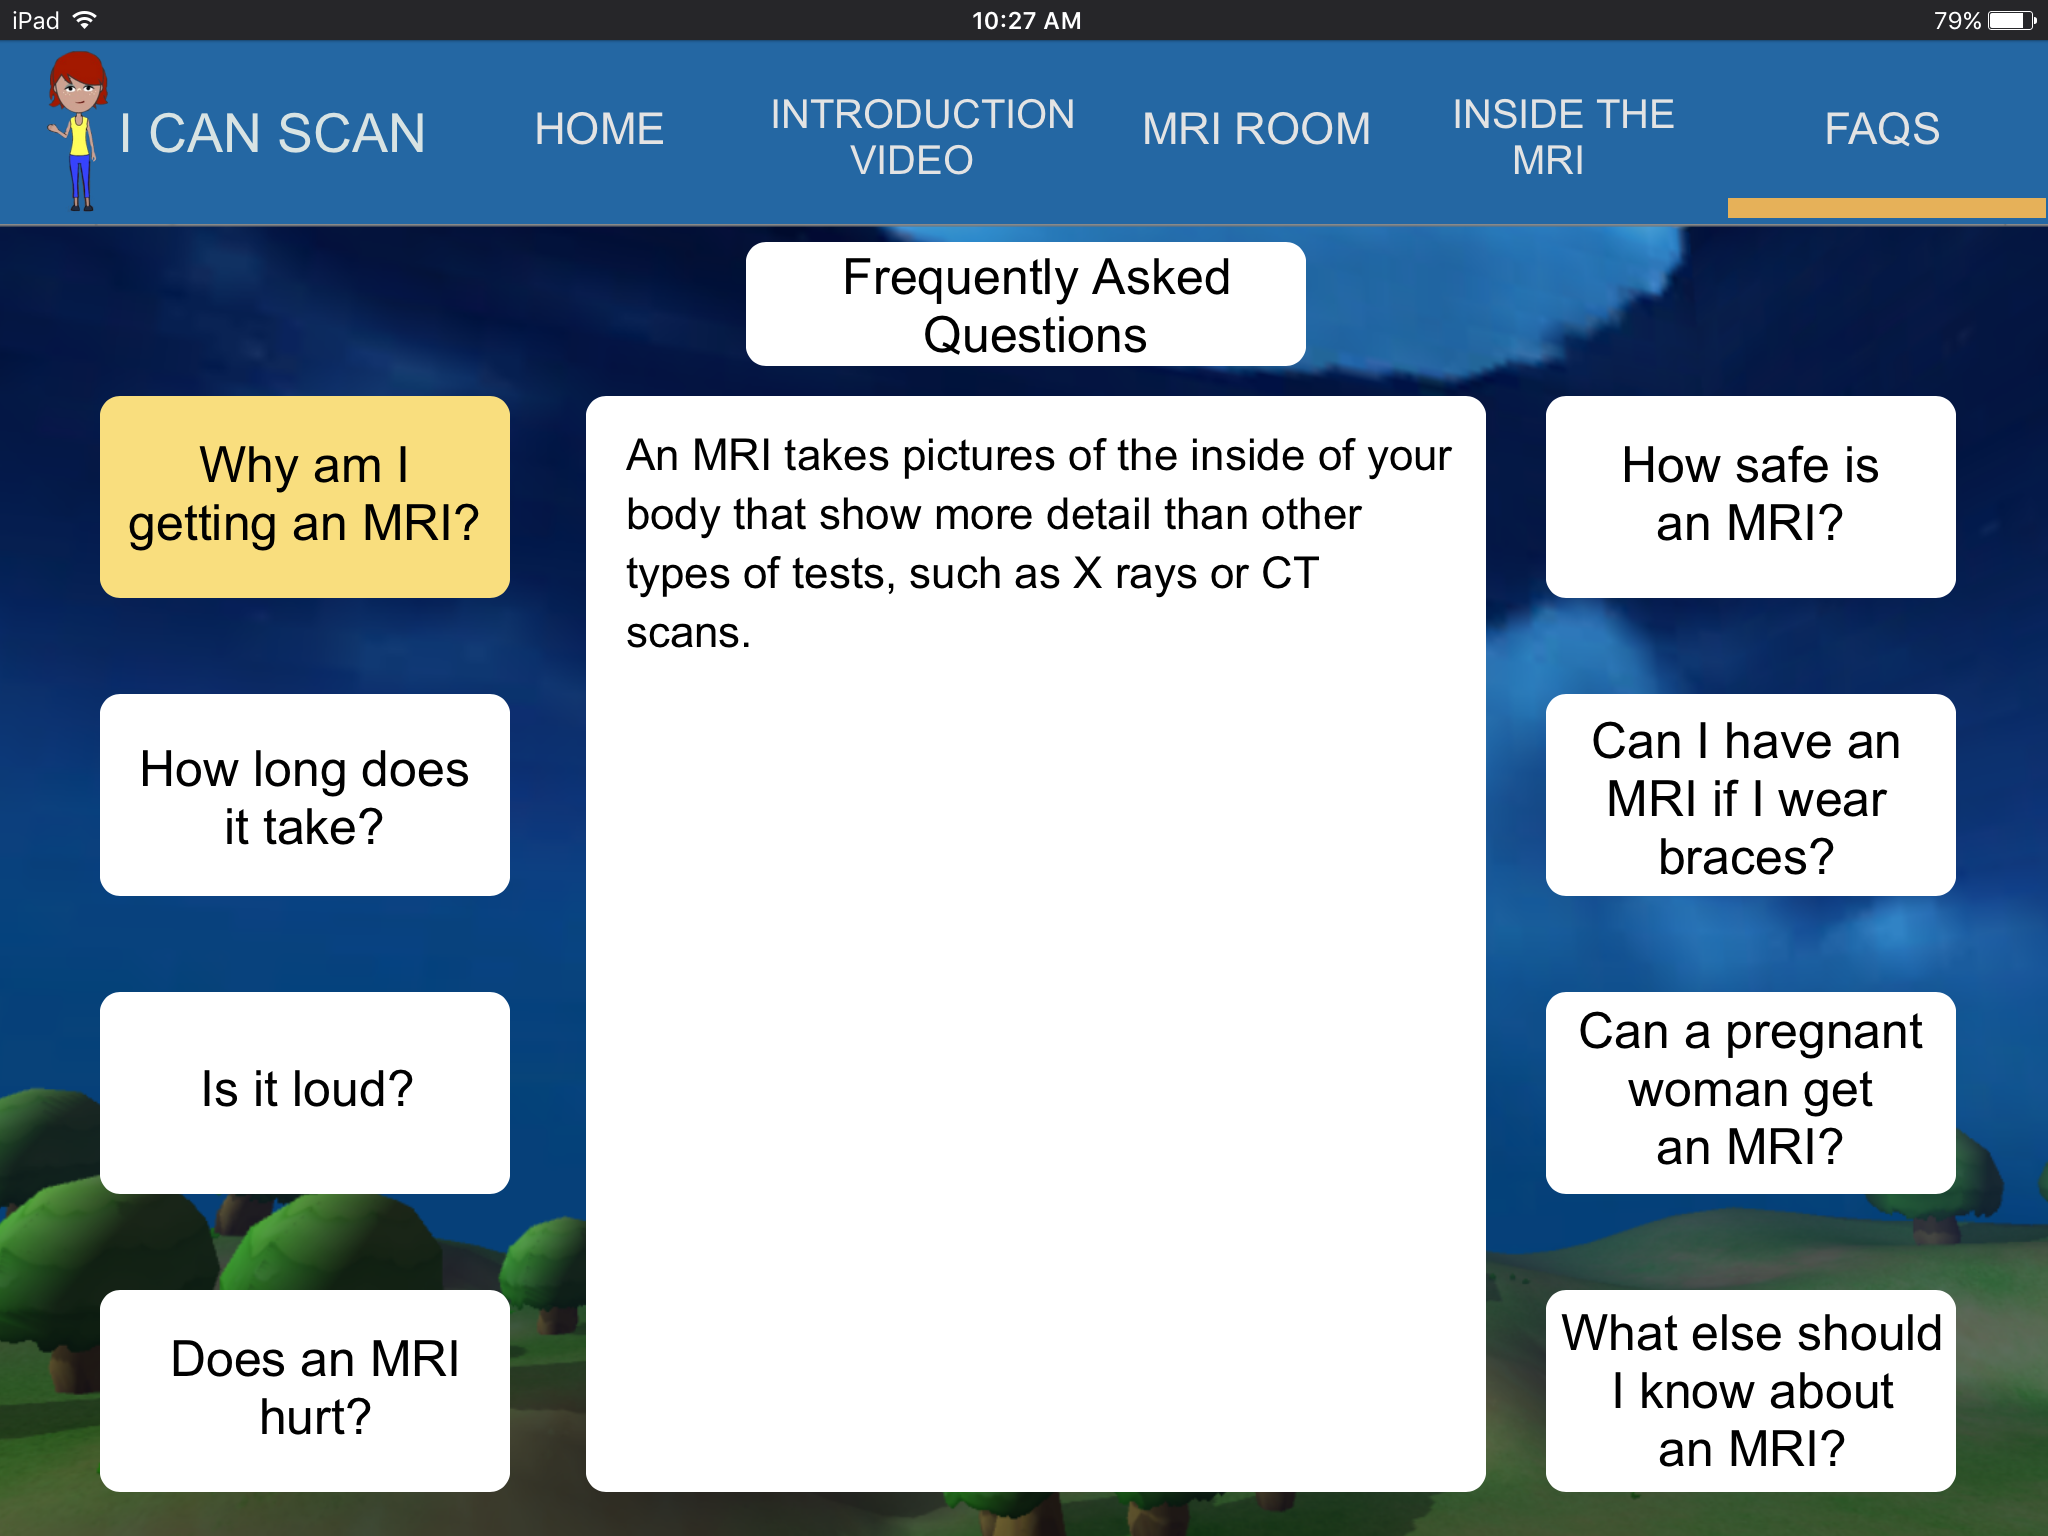 iPad
10:27 AM
79%
I CAN SCAN
HOME
INTRODUCTION
VIDEO
MRI ROOM
INSIDE THE
MRI
FAQS
Frequently Asked
Questions
Why am I
getting an MRI?
How long does
it take?
Is it loud?
Does an MRI
hurt?
An MRI takes pictures of the inside of your
body that show more detail than other
types of tests, such as X rays or CT
scans.
How safe is
an MRI?
Can I have an
MRI if I wear
braces?
Can a pregnant
woman get
an MRI?
What else should
I know about
an MRI?